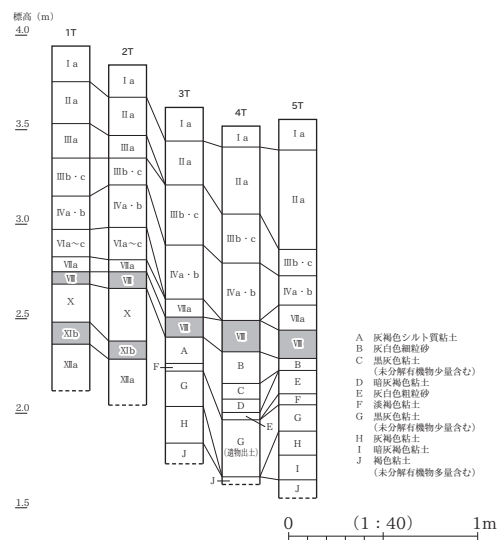 標高（m）
4.0
3.5
3.0
2.5
2.0
1.5
1T
Ⅰa
Ⅱa
Ⅲa
Ⅲb・c
Ⅳa・b
Ⅵa～c
Ⅶa
Ⅷ
Ⅹ
Ⅺb
Ⅻa
2T
Ⅰa
Ⅱa
Ⅲa
Ⅲb・c
Ⅳa・b
Ⅵa～c
Ⅶa
Ⅷ
Ⅹ
Ⅺb
Ⅻa
3T
Ⅰa
Ⅱa
Ⅲb・c
Ⅳa・b
Ⅶa
Ⅷ
A
F
G
H
J
4T
Ⅰa
Ⅱa
Ⅲb・c
Ⅳa・b
Ⅷ
B
C
D
E
G
（遺物出土）
J
5T
Ⅰa
Ⅱa
Ⅲb・c
Ⅳa・b
Ⅶa
Ⅷ
B
E
F
G
H
I
J
A 灰褐色シルト質粘土
B 灰白色細粒砂
C 黒灰色粘土
（未分解有機物少量含む）
D 暗灰褐色粘土
E 灰白色粗粒砂
F 淡褐色粘土
G 黒灰色粘土
（未分解有機物少量含む）
H 灰褐色粘土
I 暗灰褐色粘土
J 褐色粘土
（未分解有機物多量含む）
0 （1：40） 1m